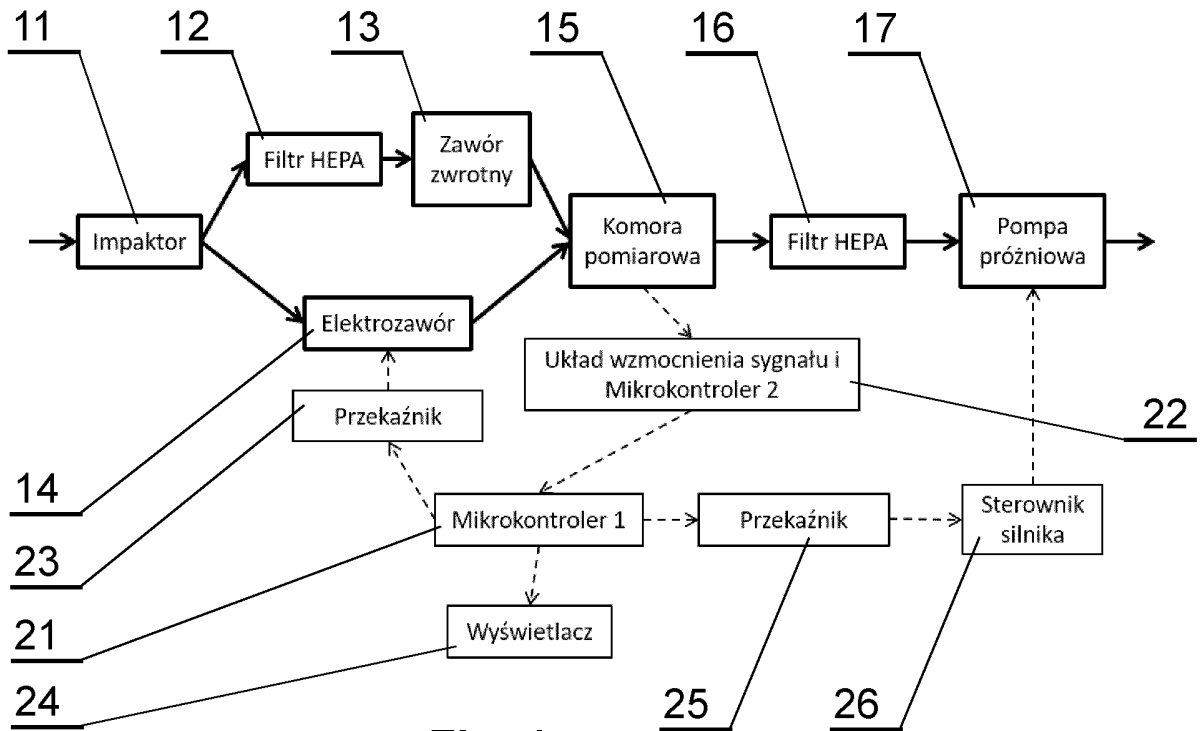 11
12
13
15
16
17
Filtr HEPA
Zawór
zwrotny
Impaktor
Komora
pomiarowa
Filtr HEPA
Pompa
próżniowa
Elektrozawór
Układ wzmocnienia sygnału i
Mikrokontroler 2
Przekaźnik
22
14
Mikrokontroler 1
Przekaźnik
Sterownik
silnika
23
21
Wyświetlacz
24
25
26